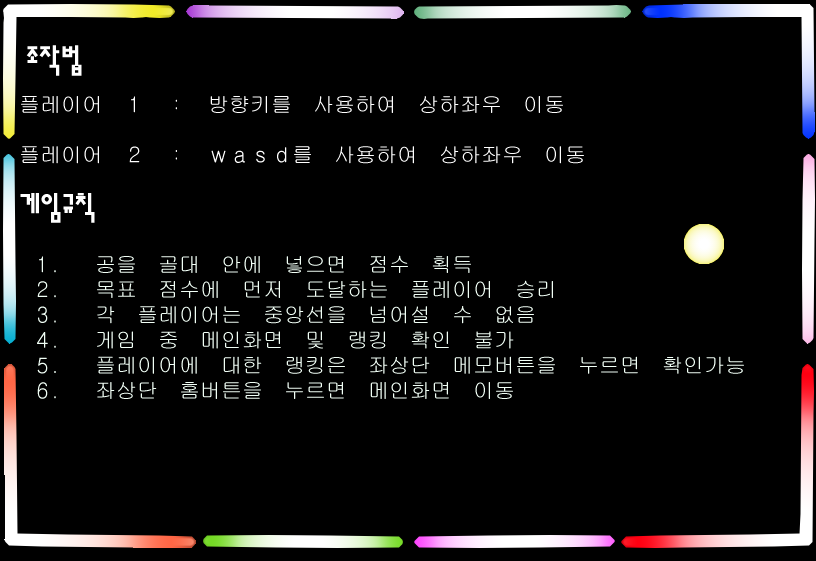 조작법
플레이어 1 : 방향키를 사용하여 상하좌우 이동
플레이어 2 : wasd를 사용하여 상하좌우 이동
게임규칙
1. 공을 골대 안에 넣으면 점수 획득
2. 목표 점수에 먼저 도달하는 플레이어 승리
3. 각 플레이어는 중앙선을 넘어설 수 없음
4. 게임 중 메인화면 및 랭킹 확인 불가
5. 플레이어에 대한 랭킹은 좌상단 메모버튼을 누르면 확인가능
6. 좌상단 홈버튼을 누르면 메인화면 이동